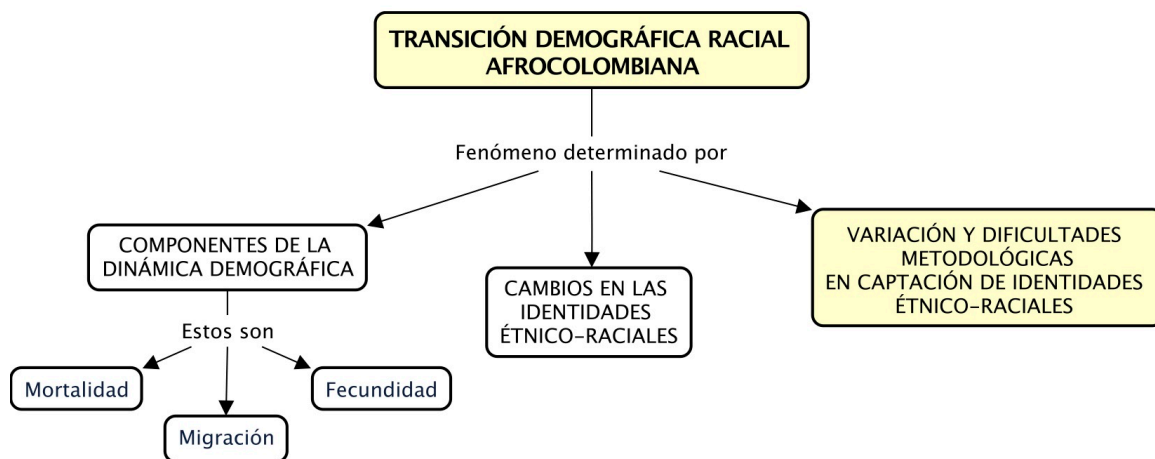 TRANSICIÓN DEMOGRÁFICA RACIAL
AFROCOLOMBIANA
Fenómeno determinado por
COMPONENTES DE LA
DINÁMICA DEMOGRÁFICA
CAMBIOS EN LAS
IDENTIDADES
ÉTNICO-RACIALES
VARIACIÓN Y DIFICULTADES
METODOLÓGICAS
EN CAPTACIÓN DE IDENTIDADES
ÉTNICO-RACIALES
Estos son
Mortalidad
Migración
Fecundidad